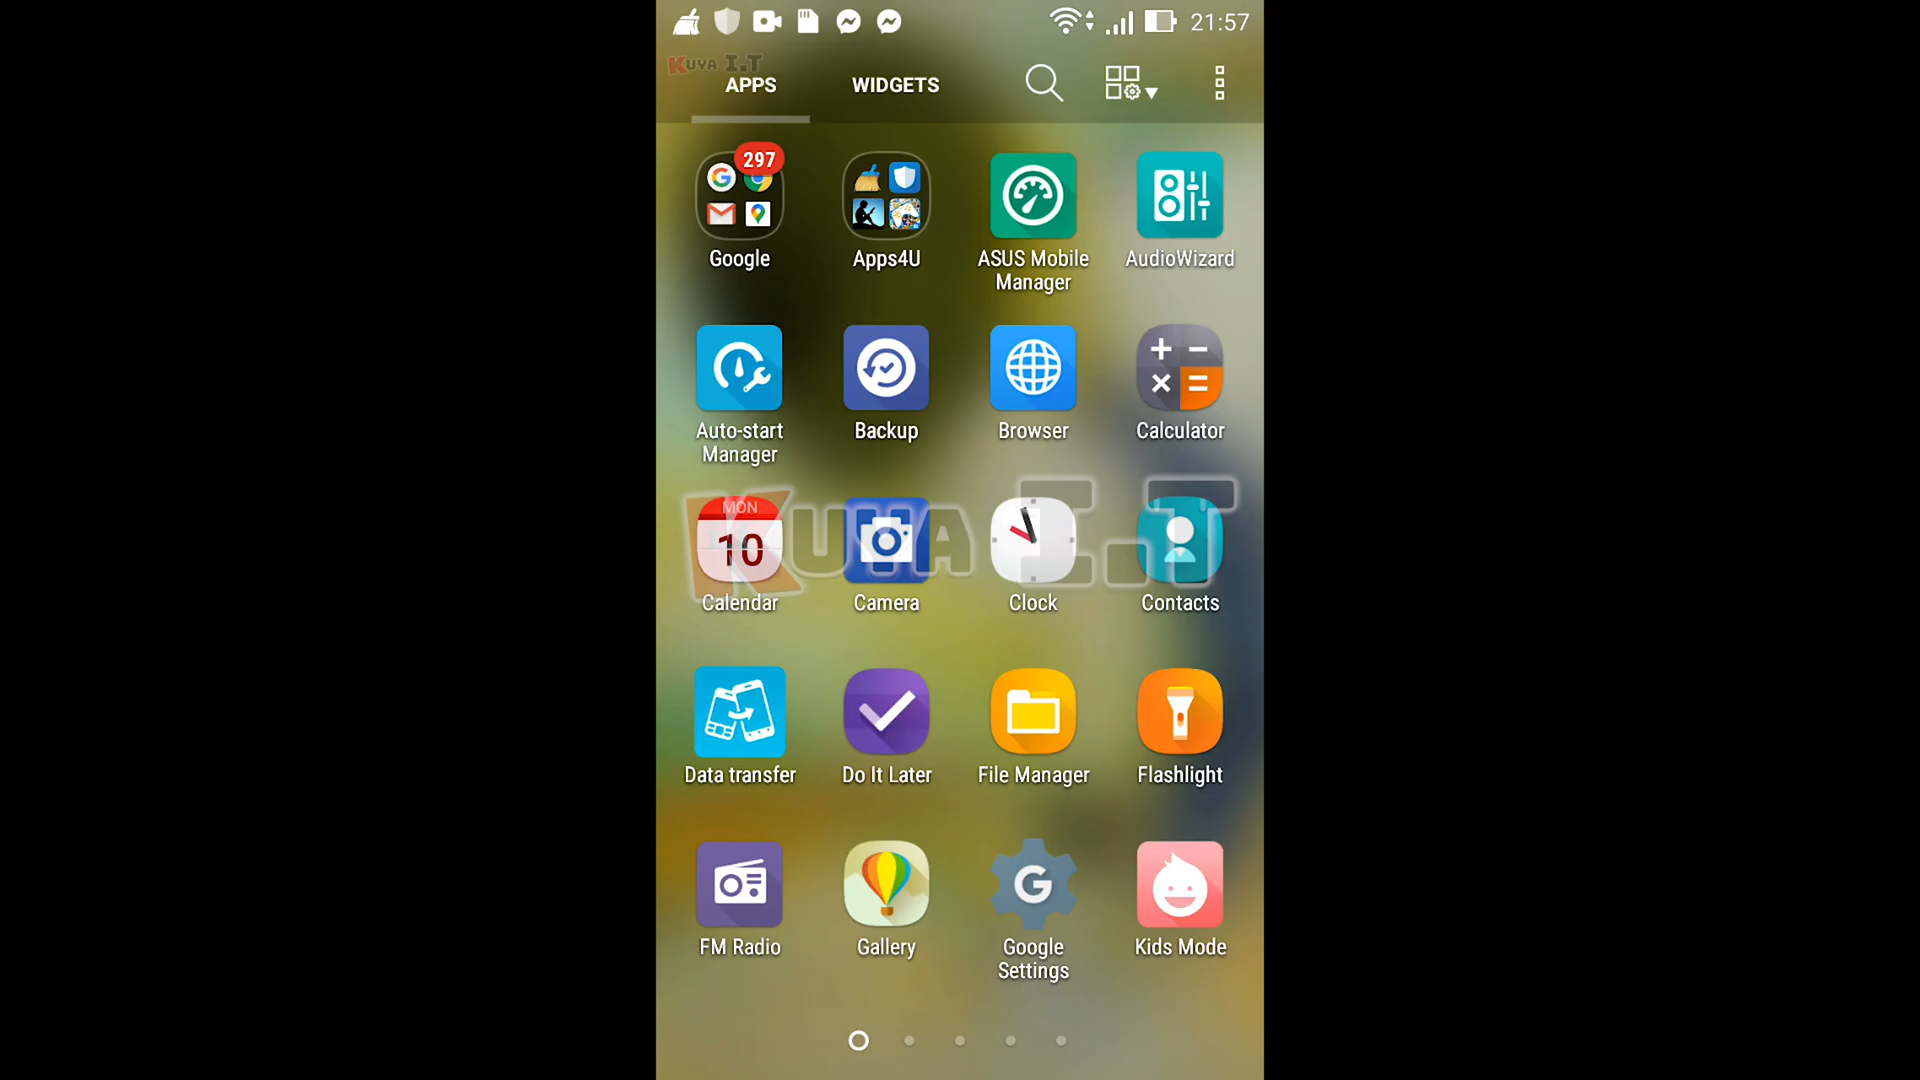 21:57
KUYA I.T
APPS WIDGETS
297
Google Apps4U ASUS Mobile AudioWizard
Manager
Auto-start Backup Browser Calculator
Manager
MON
10
KUYA I.T
Calendar Camera Clock Contacts
Data transfer Do It Later File Manager Flashlight
FM Radio Gallery Google Kids Mode
Settings